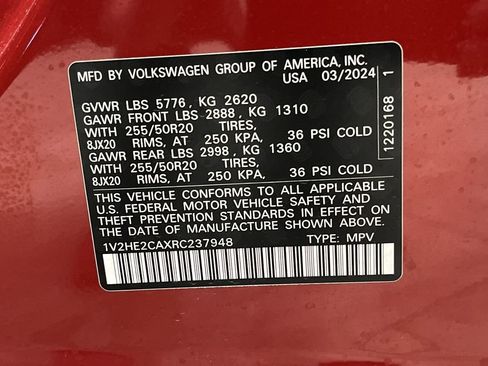 MFD BY VOLKSWAGEN GROUP OF AMERICA, INC.
USA 03/2024
GVWR LBS 5776, KG 2620
GAWR FRONT LBS 2888, KG 1310
WITH 255/50R20 TIRES,
8JX20 RIMS, AT 250 KPA, 36 PSI COLD
GAWR REAR LBS 2998, KG 1360
WITH 255/50R20 TIRES,
8JX20 RIMS, AT 250 KPA, 36 PSI COLD
THIS VEHICLE CONFORMS TO ALL APPLICABLE
U.S. FEDERAL MOTOR VEHICLE SAFETY AND
STANDARDS IN EFFECT ON
THE DATE OF MANUFACTURE SHOWN ABOVE.
1V2HE2CAXRC237948 TYPE: MPV
1220168 1